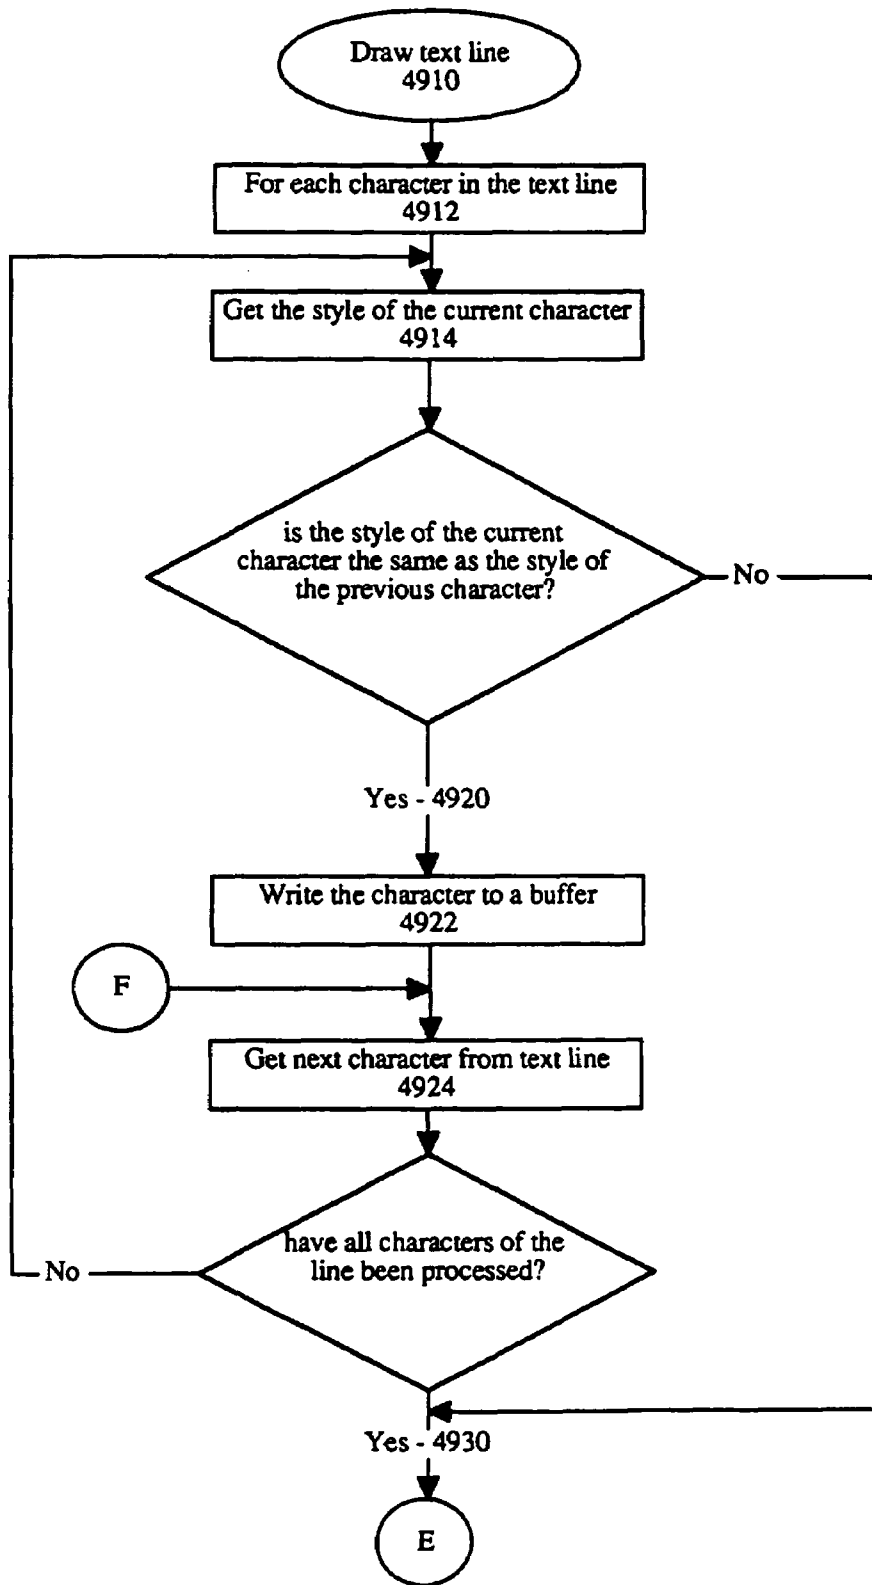 Draw text line
4910
For each character in the text line
4912
Get the style of the current character
4914
is the style of the current
character the same as the style of
the previous character?
No
Yes - 4920
Write the character to a buffer
4922
F
Get next character from text line
4924
have all characters of the
line been processed?
No
Yes - 4930
E